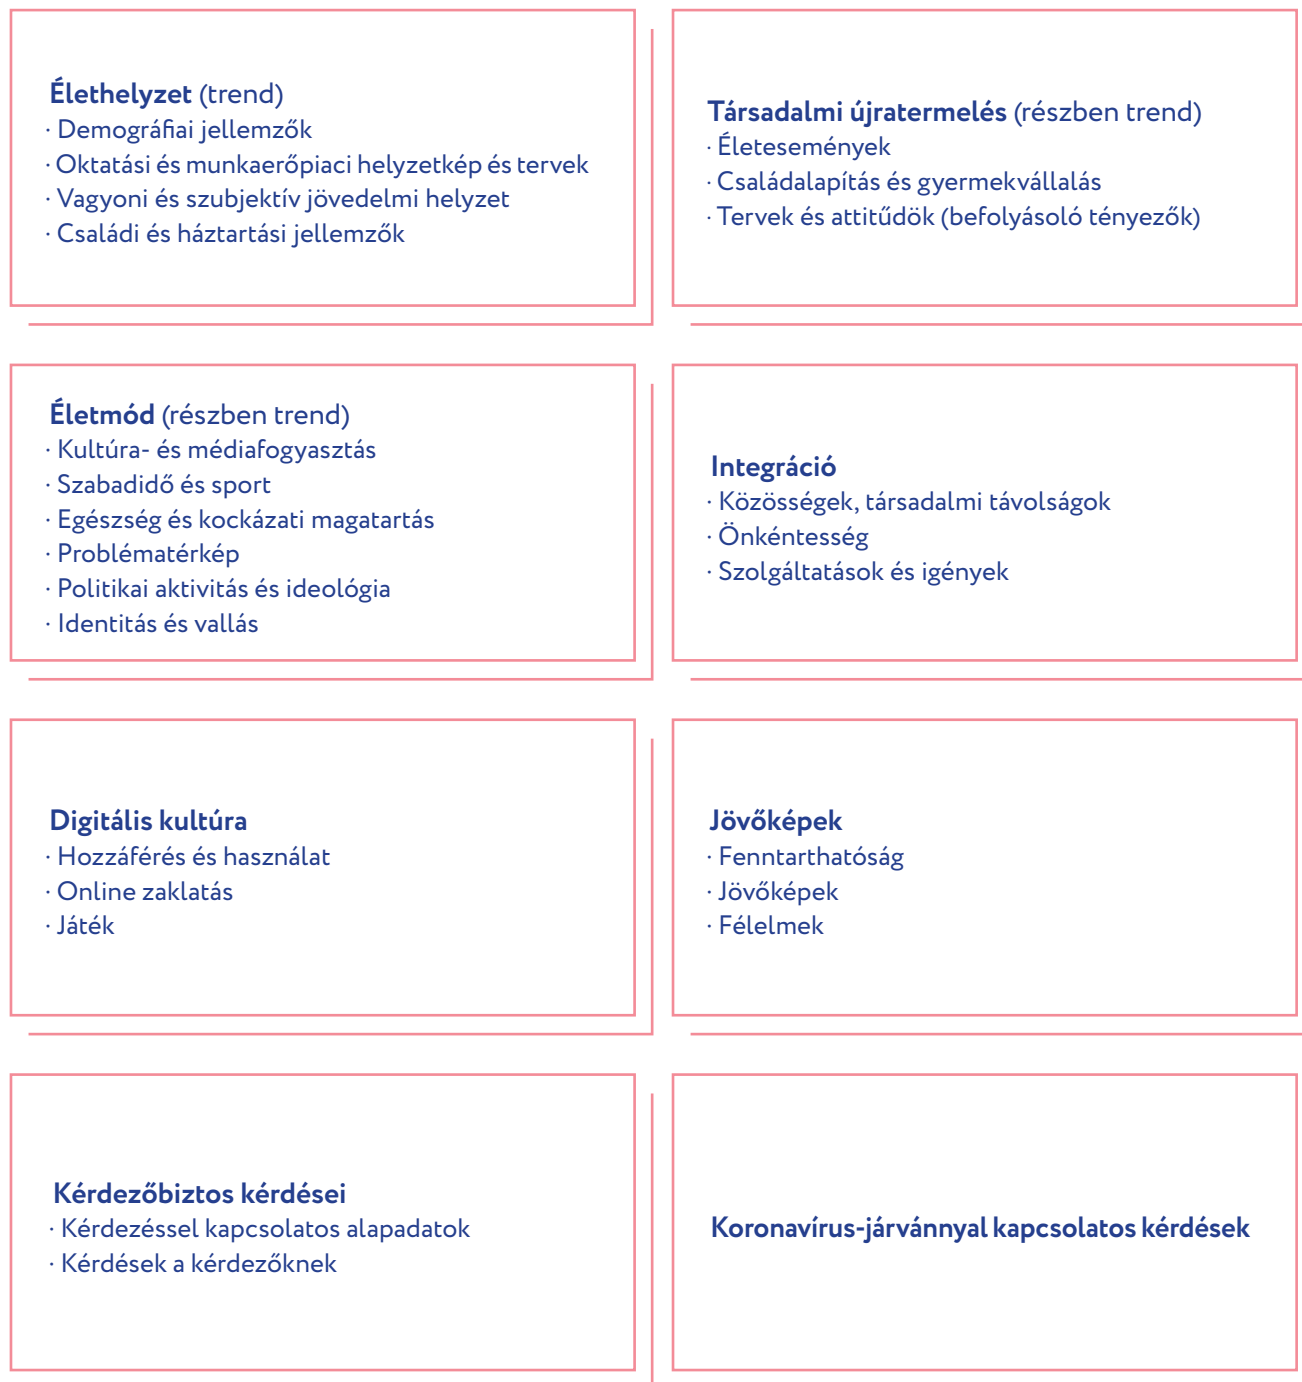 Élethelyzet (trend)
· Demográfiai jellemzők
· Oktatási és munkaerőpiaci helyzetkép és tervek
· Vagyoni és szubjektív jövedelmi helyzet
· Családi és háztartási jellemzők
Társadalmi újratermelés (részben trend)
· Életesemények
· Családalapítás és gyermekvállalás
· Tervek és attitűdök (befolyásoló tényezők)
Életmód (részben trend)
· Kultúra- és médiafogyasztás
· Szabadidő és sport
· Egészség és kockázati magatartás
· Problématérkép
· Politikai aktivitás és ideológia
· Identitás és vallás
Integráció
· Közösségek, társadalmi távolságok
· Önkéntesség
· Szolgáltatások és igények
Digitális kultúra
· Hozzáférés és használat
· Online zaklatás
· Játék
Jövőképek
· Fenntarthatóság
· Jövőképek
· Félelmek
Kérdezőbiztos kérdései
· Kérdezéssel kapcsolatos alapadatok
· Kérdések a kérdezőknek
Koronavírus-járvánnyal kapcsolatos kérdések